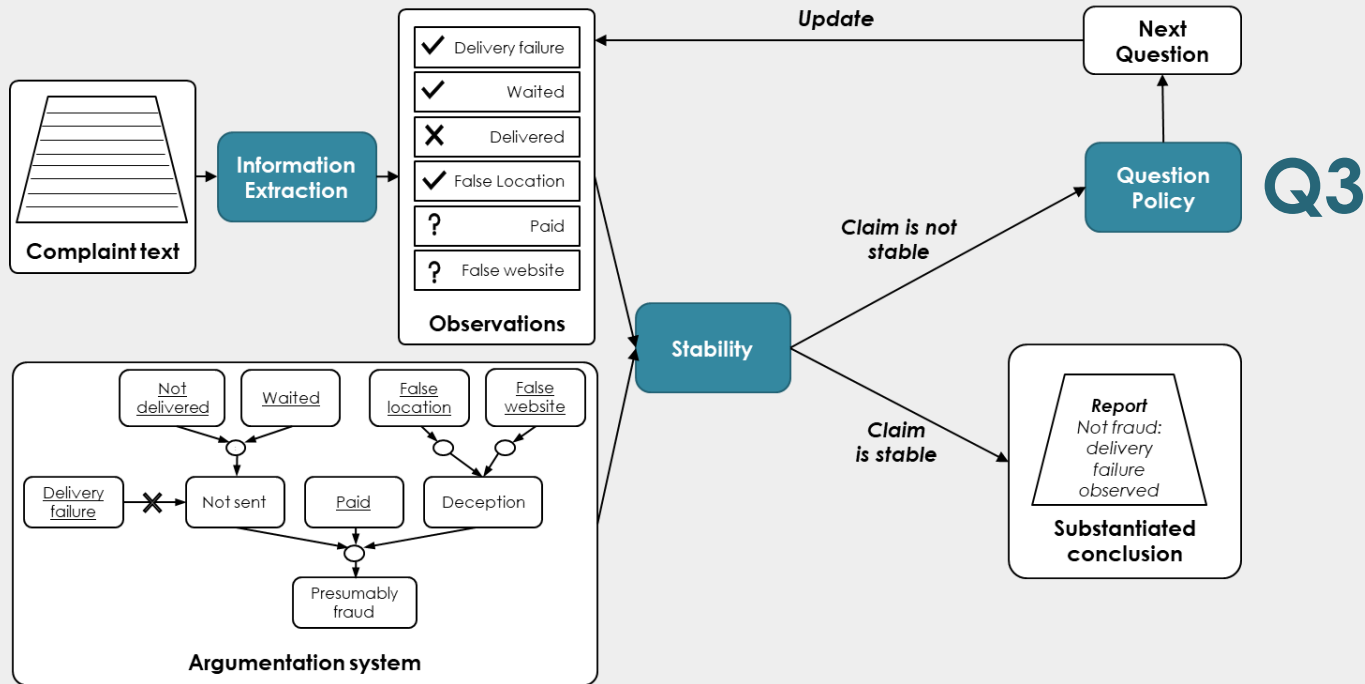 Complaint text
Information
Extraction
✓ Delivery failure
✓ Waited
✗ Delivered
✓ False Location
? Paid
? False website
Observations
Update
Next
Question
Question
Policy
Q3
Claim is not
stable
Stability
Claim
is stable
Report
Not fraud:
delivery
failure
observed
Substantiated
conclusion
Not
delivered
Waited
False
location
False
website
Delivery
failure
Not sent
Paid
Deception
Presumably
fraud
Argumentation system